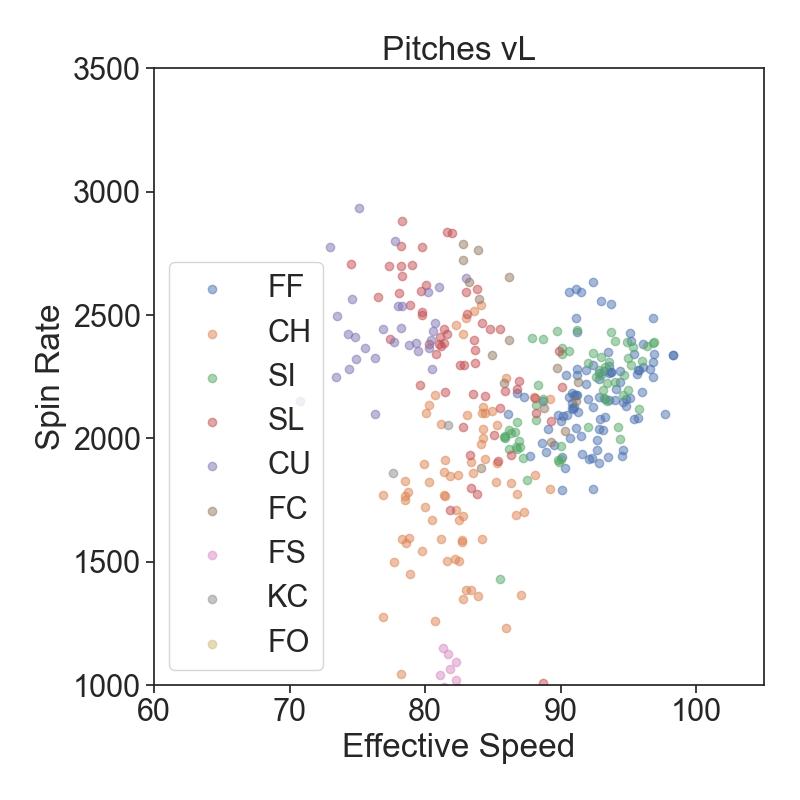 Pitches vL
3500
3000
2500
2000
1500
1000
Spin Rate
FF
CH
SI
SL
CU
FC
FS
KC
FO
60 70 80 90 100
Effective Speed